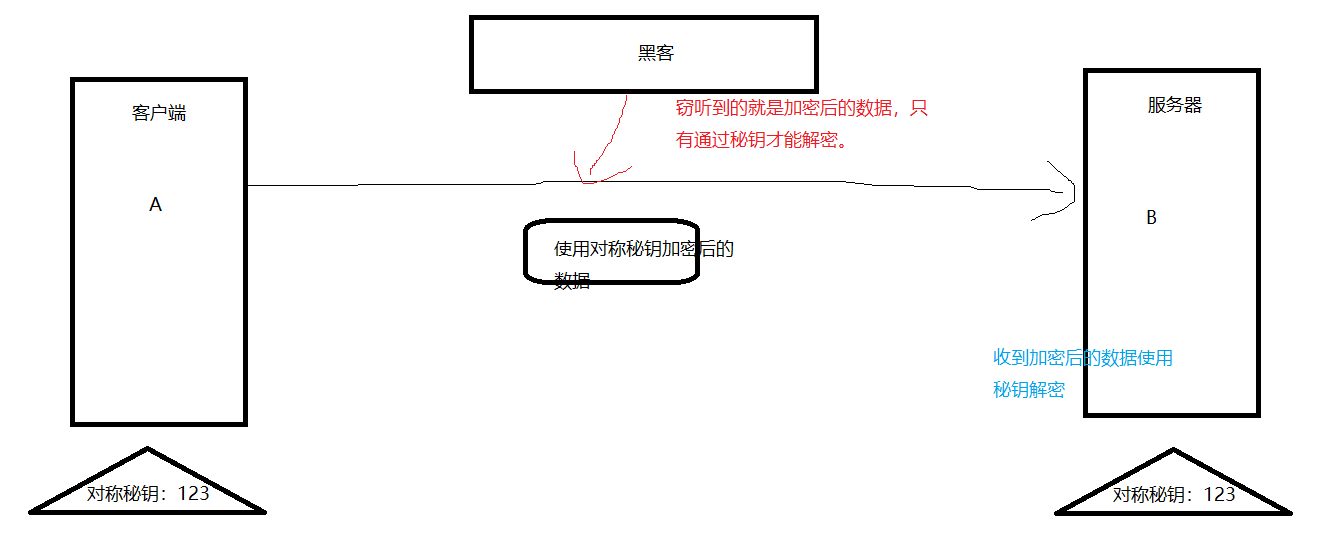 黑客
客户端
服务器
窃听到的就是加密后的数据，只
有通过秘钥才能解密。
A
B
使用对称秘钥加密后的
数据
收到加密后的数据使用
秘钥解密
对称秘钥：123
对称秘钥：123